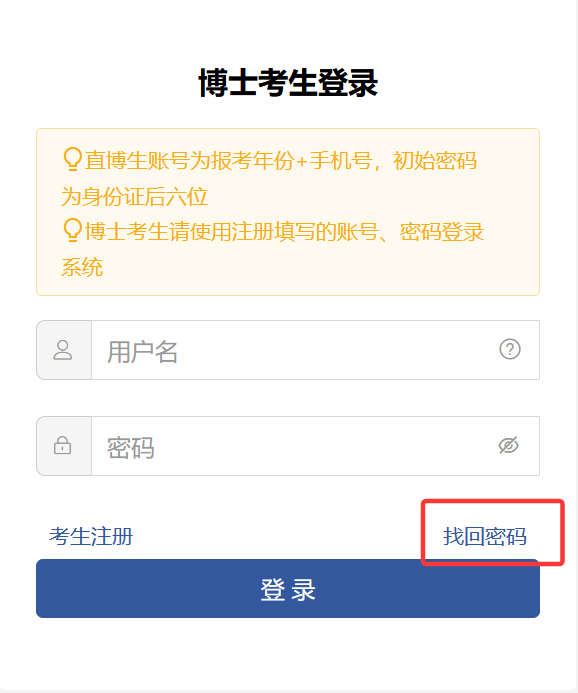 博士考生登录
直博生账号为报考年份+手机号，初始密码
为身份证后六位
博士考生请使用注册填写的账号、密码登录
系统
用户名
密码
考生注册
找回密码
登 录